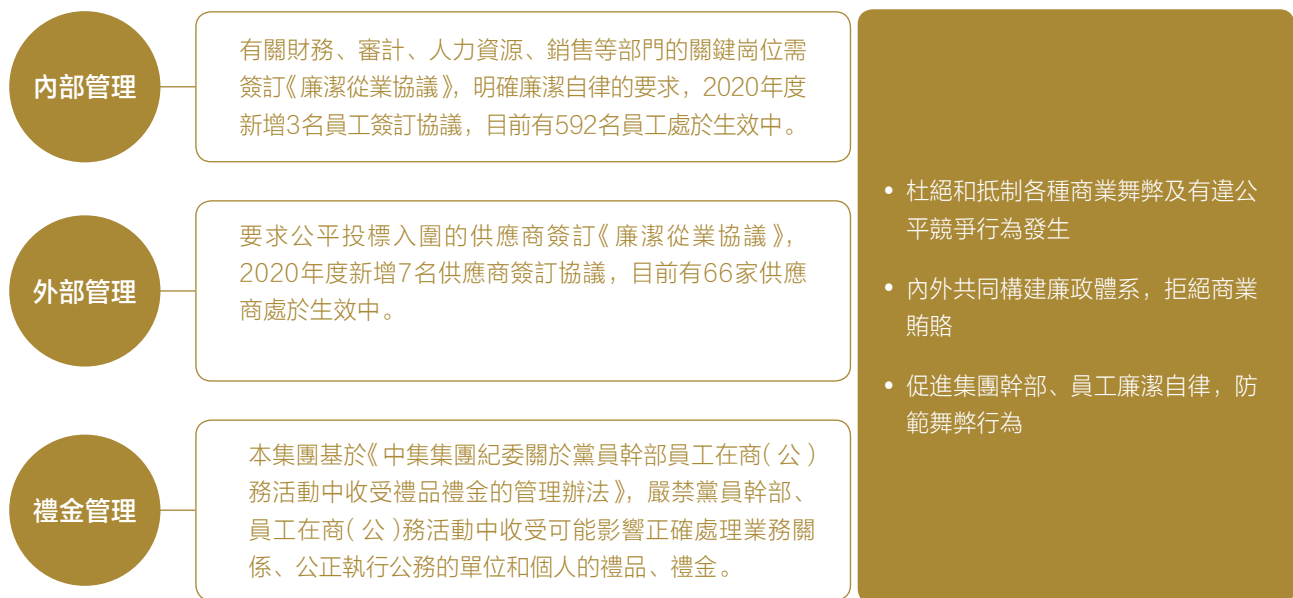 內部管理
有關財務、審計、人力資源、銷售等部門的關鍵崗位需
簽訂《廉潔從業協議》，明確廉潔自律的要求，2020年度
新增3名員工簽訂協議，目前有592名員工處於生效中。
外部管理
要求公平投標入圍的供應商簽訂《廉潔從業協議》，
2020年度新增7名供應商簽訂協議，目前有66家供應
商處於生效中。
禮金管理
本集團基於《中集集團紀委關於黨員幹部員工在商(公)
務活動中收受禮品禮金的管理辦法》，嚴禁黨員幹部、
員工在商(公)務活動中收受可能影響正確處理業務關
係、公正執行公務的單位和個人的禮品、禮金。
• 杜絕和抵制各種商業舞弊及有違公
平競爭行為發生
• 內外共同構建廉政體系，拒絕商業
賄賂
• 促進集團幹部、員工廉潔自律，防
範舞弊行為